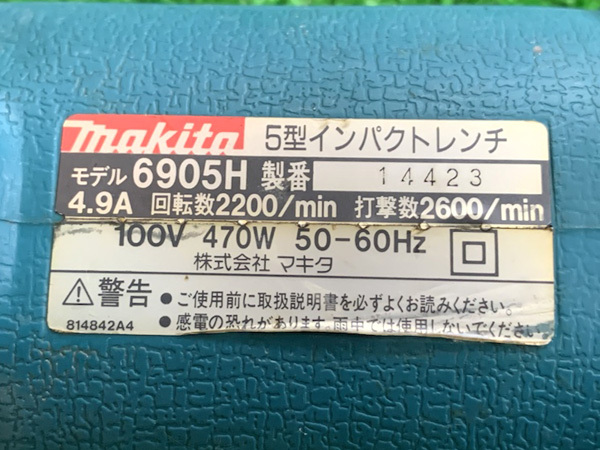 makita 5型インパクトレンチ
モデル 6905H 製番 14423
4.9A 回転数2200/min 打撃数2600/min
100V 470W 50-60Hz
株式会社 マキタ
⚠警告 ●ご使用前に取扱説明書を必ずよくお読みください。
814842A4 ●感電の恐れがあります。雨中では使用しないでください。